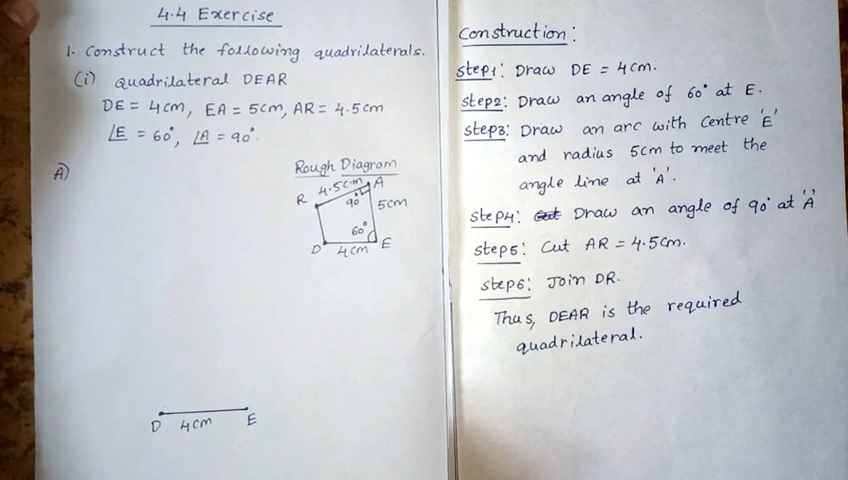 4.4 Exercise
1. Construct the following quadrilaterals.
(i) Quadrilateral DEAR
DE = 4cm, EA = 5cm, AR = 4.5cm
∠E = 60°, ∠A = 90°.
A)
Rough Diagram
4.5cm A
R
90°
5cm
60°
D 4cm E
D 4cm E
Construction:
Step1: Draw DE = 4cm.
Step2: Draw an angle of 60° at E.
Step3: Draw an arc with centre 'E'
and radius 5cm to meet the
angle line at 'A'.
Step4: Draw an angle of 90° at 'A'
Step5: Cut AR = 4.5cm.
Step6: Join DR.
Thus, DEAR is the required
quadrilateral.